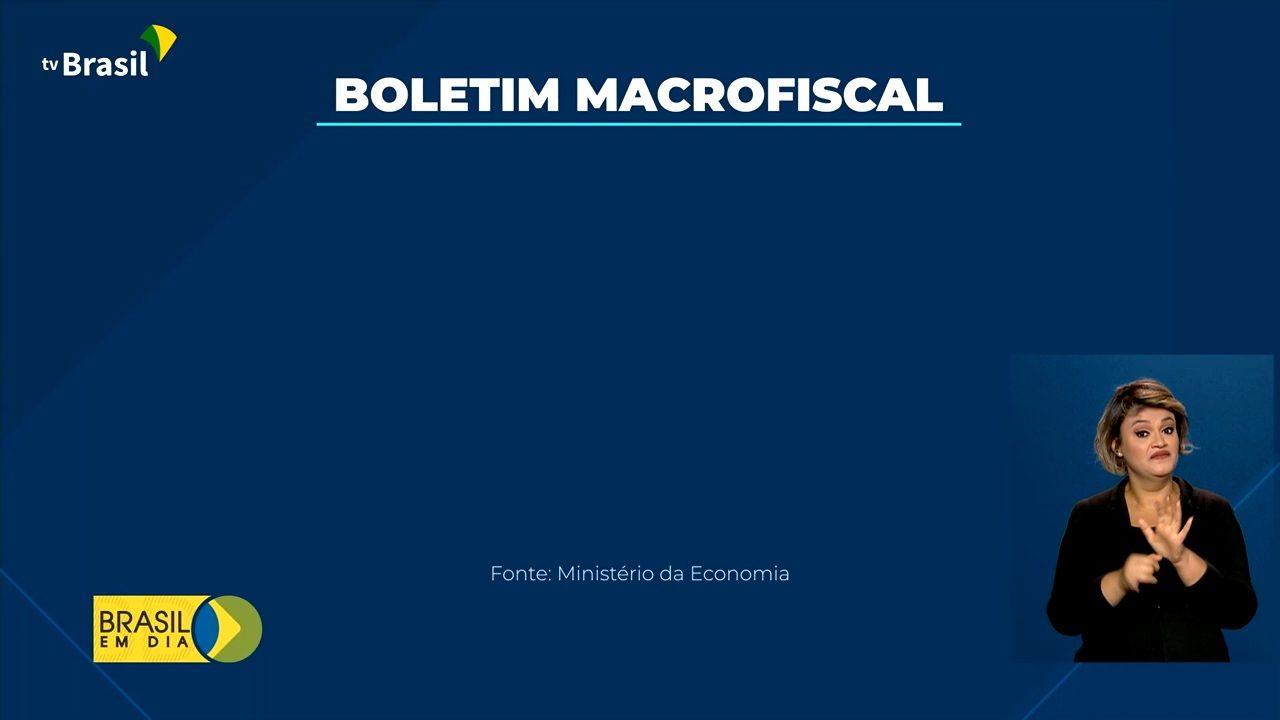 tv Brasil
BOLETIM MACROFISCAL
Fonte: Ministério da Economia
BRASIL
EM DIA